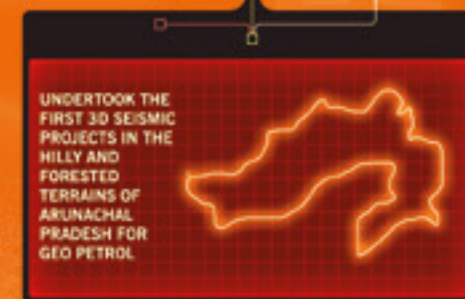 UNDERTOOK THE
FIRST 3D SEISMIC
PROJECTS IN THE
HILLY AND
FORESTED
TERRAINS OF
ARUNACHAL
PRADESH FOR
GEO PETROL